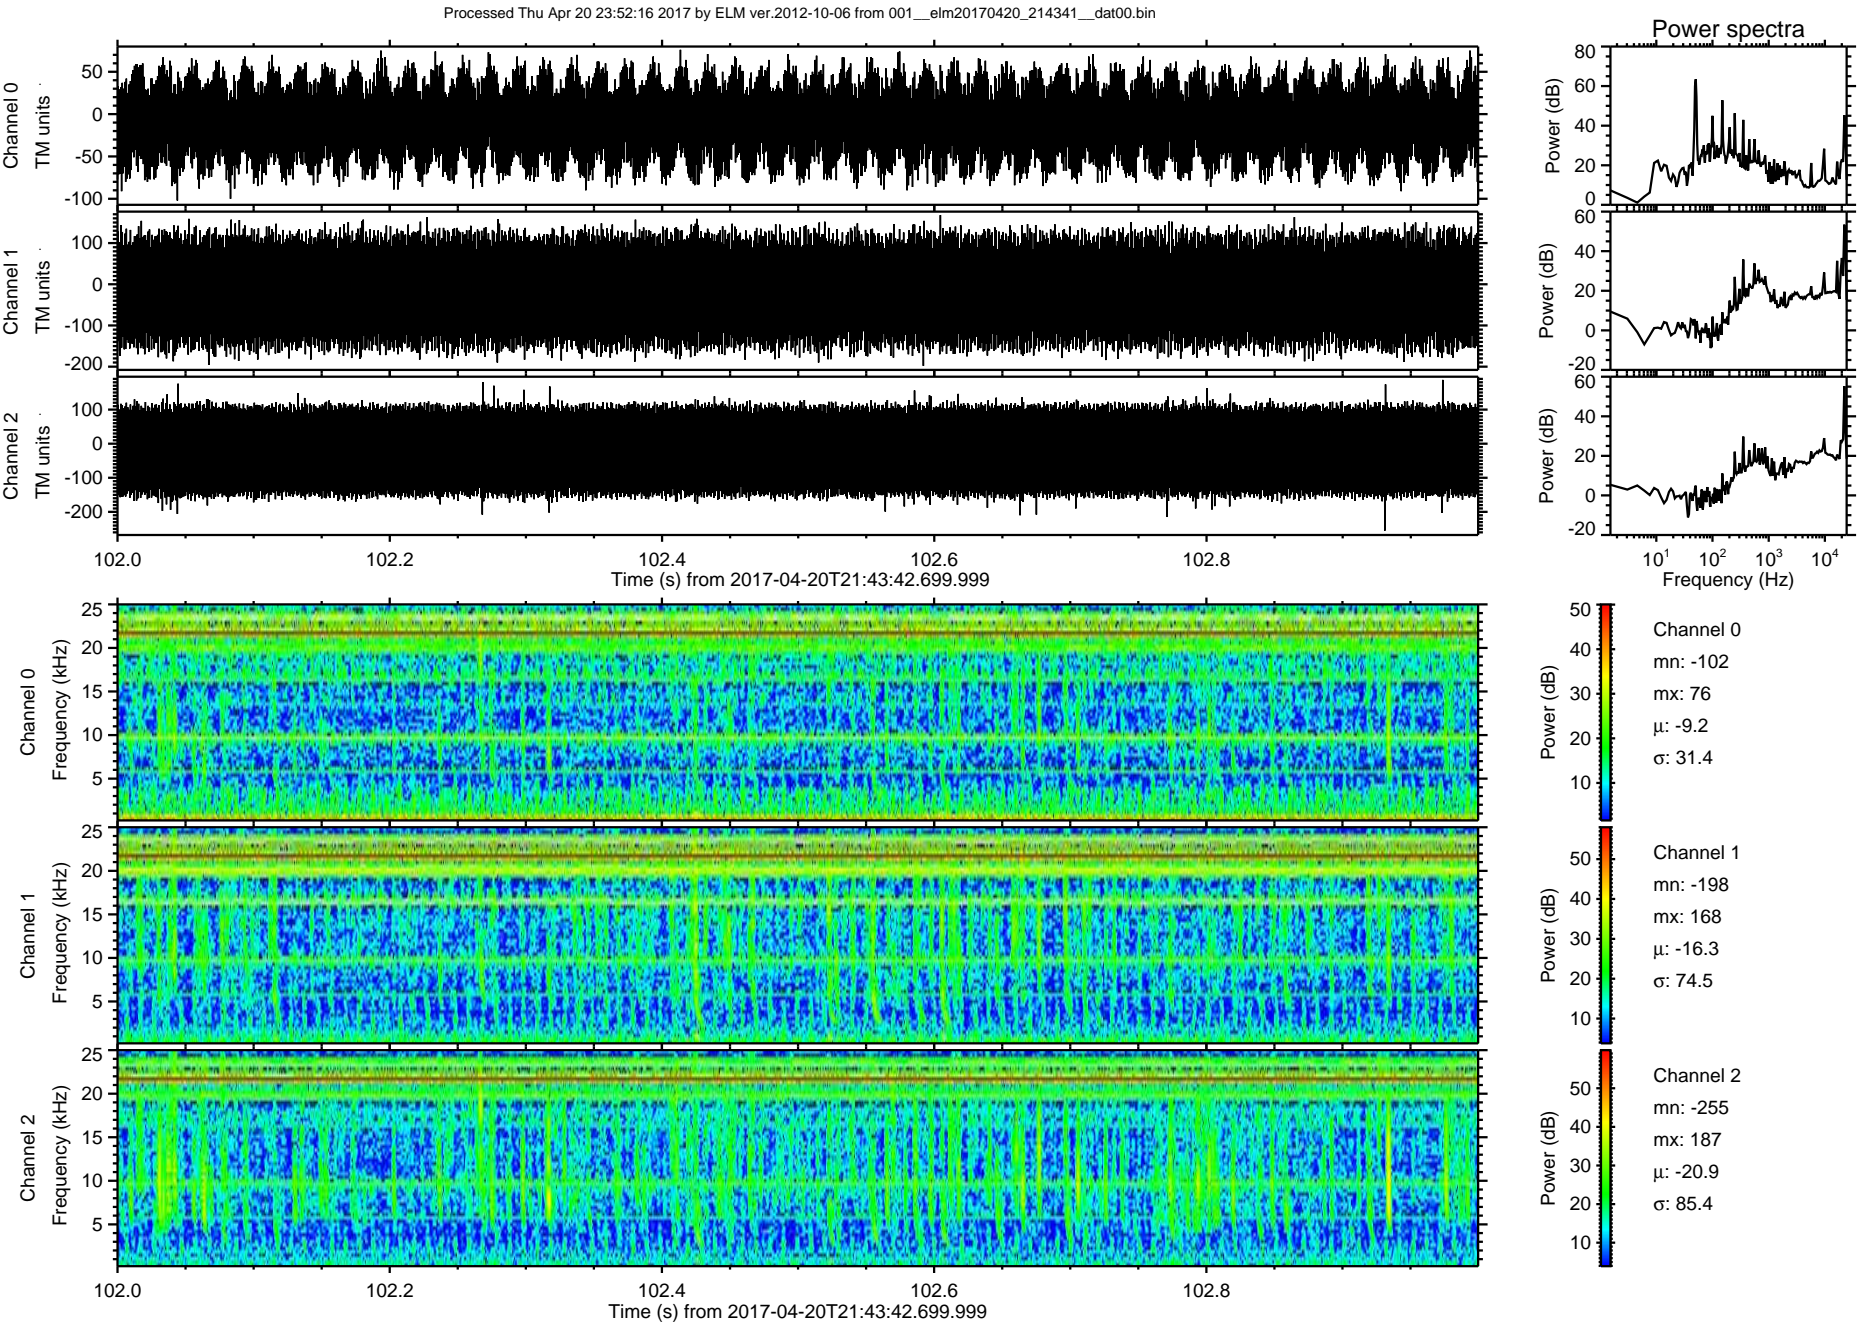 Processed Thu Apr 20 23:52:16 2017 by ELM ver.2012-10-06 from 001__elm20170420_214341__dat00.bin
Power spectra
Channel 0
TM units
50
0
-50
-100
Power (dB)
80
60
40
20
0
Channel 1
TM units
100
0
-100
-200
Power (dB)
60
40
20
0
-20
Channel 2
TM units
100
0
-100
-200
Power (dB)
60
40
20
0
-20
102.0 102.2 102.4 102.6 102.8
Time (s) from 2017-04-20T21:43:42.699.999
10^1 10^2 10^3 10^4
Frequency (Hz)
Channel 0
Frequency (kHz)
25
20
15
10
5
Power (dB)
50
40
30
20
10
Channel 0
mn: -102
mx: 76
μ: -9.2
σ: 31.4
Channel 1
Frequency (kHz)
25
20
15
10
5
Power (dB)
50
40
30
20
10
Channel 1
mn: -198
mx: 168
μ: -16.3
σ: 74.5
Channel 2
Frequency (kHz)
25
20
15
10
5
Power (dB)
50
40
30
20
10
Channel 2
mn: -255
mx: 187
μ: -20.9
σ: 85.4
102.0 102.2 102.4 102.6 102.8
Time (s) from 2017-04-20T21:43:42.699.999